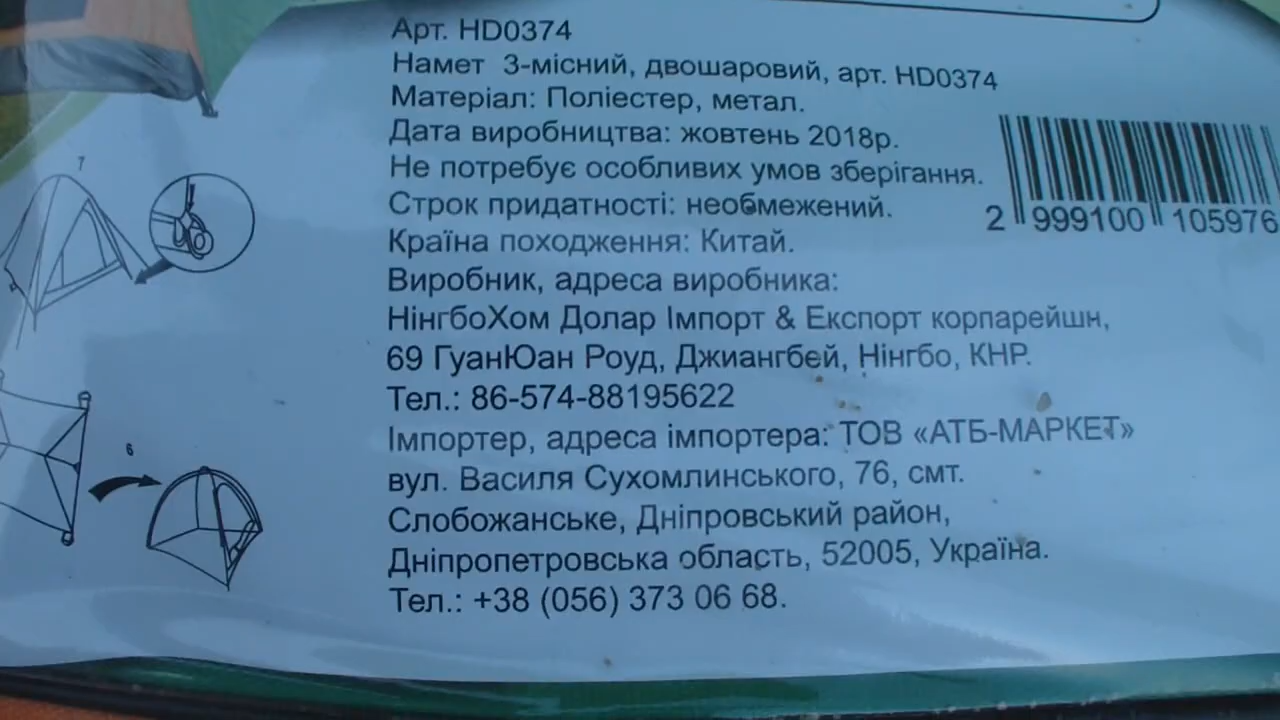 Арт. HD0374
Намет 3-місний, двошаровий, арт. HD0374
Матеріал: Поліестер, метал.
Дата виробництва: жовтень 2018р.
Не потребує особливих умов зберігання.
Строк придатності: необмежений.
Країна походження: Китай.
Виробник, адреса виробника:
НінгбоХом Долар Імпорт & Експорт корпарейшн,
69 ГуанЮан Роуд, Джиангбей, Нінгбо, КНР.
Тел.: 86-574-88195622
Імпортер, адреса імпортера: ТОВ «АТБ-МАРКЕТ»
вул. Василя Сухомлинського, 76, смт.
Слобожанське, Дніпровський район,
Дніпропетровська область, 52005, Україна.
Тел.: +38 (056) 373 06 68.
2 999100 105976
7
6